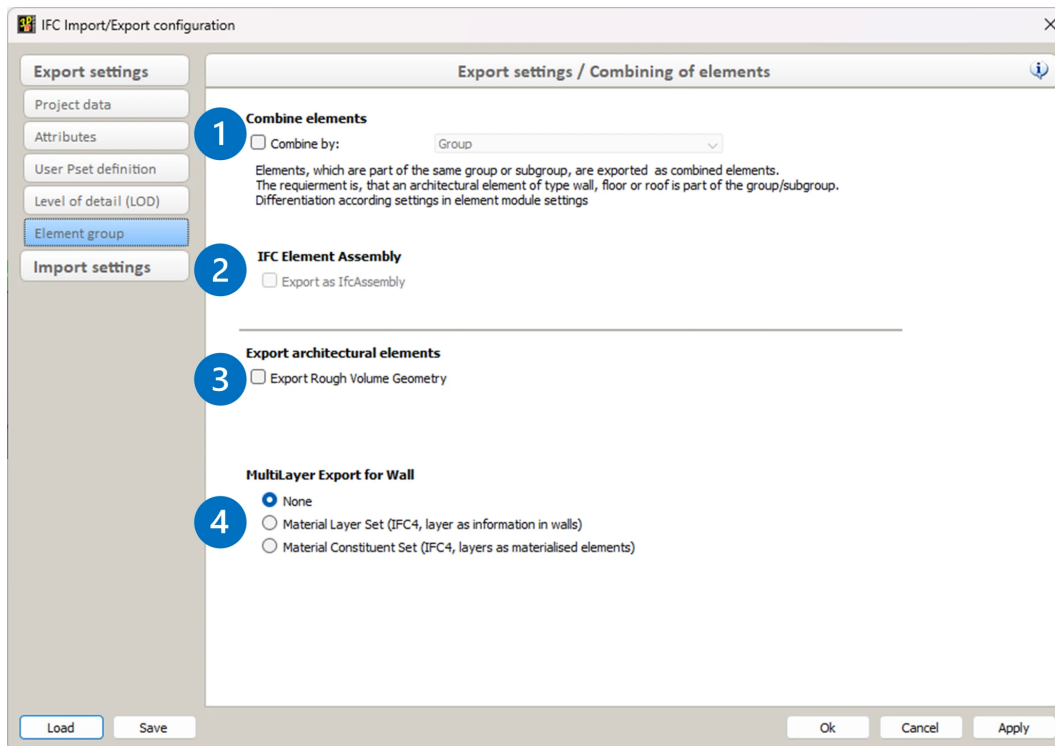 IFC Import/Export configuration
Export settings
Project data
Attributes
User Pset definition
Level of detail (LOD)
Element group
Import settings
Export settings / Combining of elements
1
Combine elements
Combine by:
Group
Elements, which are part of the same group or subgroup, are exported as combined elements.
The requierment is, that an architectural element of type wall, floor or roof is part of the group/subgroup.
Differentiation according settings in element module settings
2
IFC Element Assembly
Export as IfcAssembly
3
Export architectural elements
Export Rough Volume Geometry
4
MultiLayer Export for Wall
None
Material Layer Set (IFC4, layer as information in walls)
Material Constituent Set (IFC4, layers as materialised elements)
Load
Save
Ok
Cancel
Apply